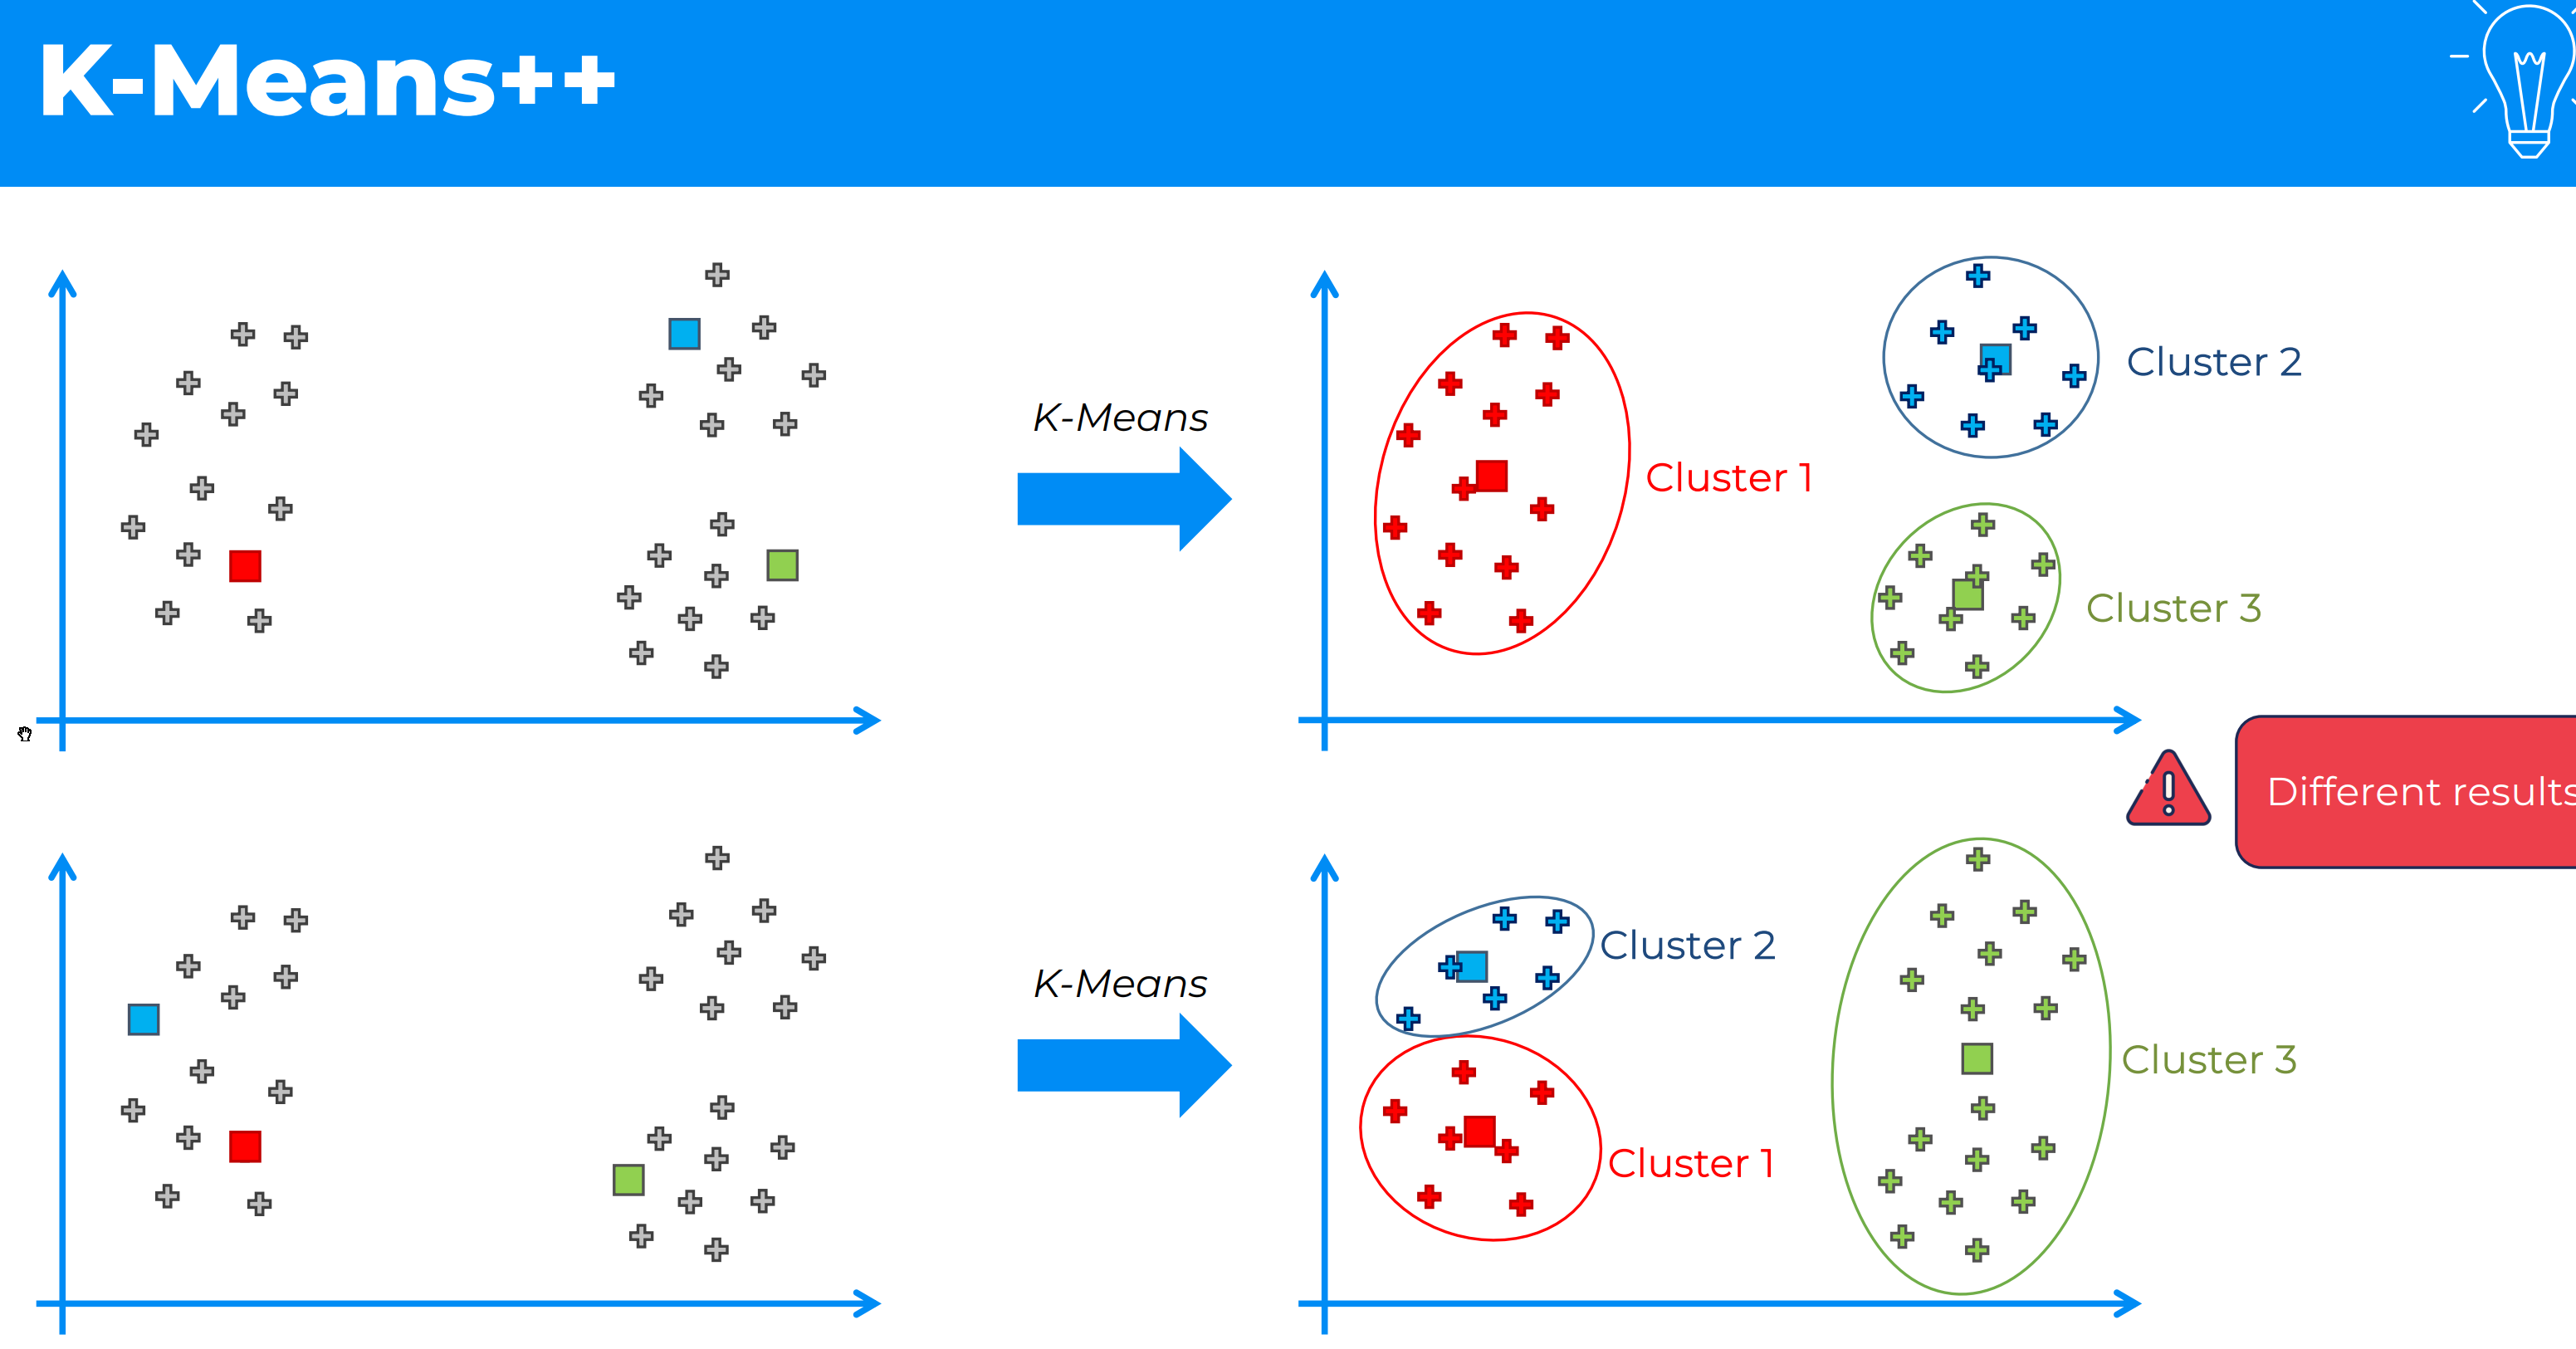 K-Means++
K-Means
Cluster 1
Cluster 2
Cluster 3
Different results
K-Means
Cluster 2
Cluster 1
Cluster 3